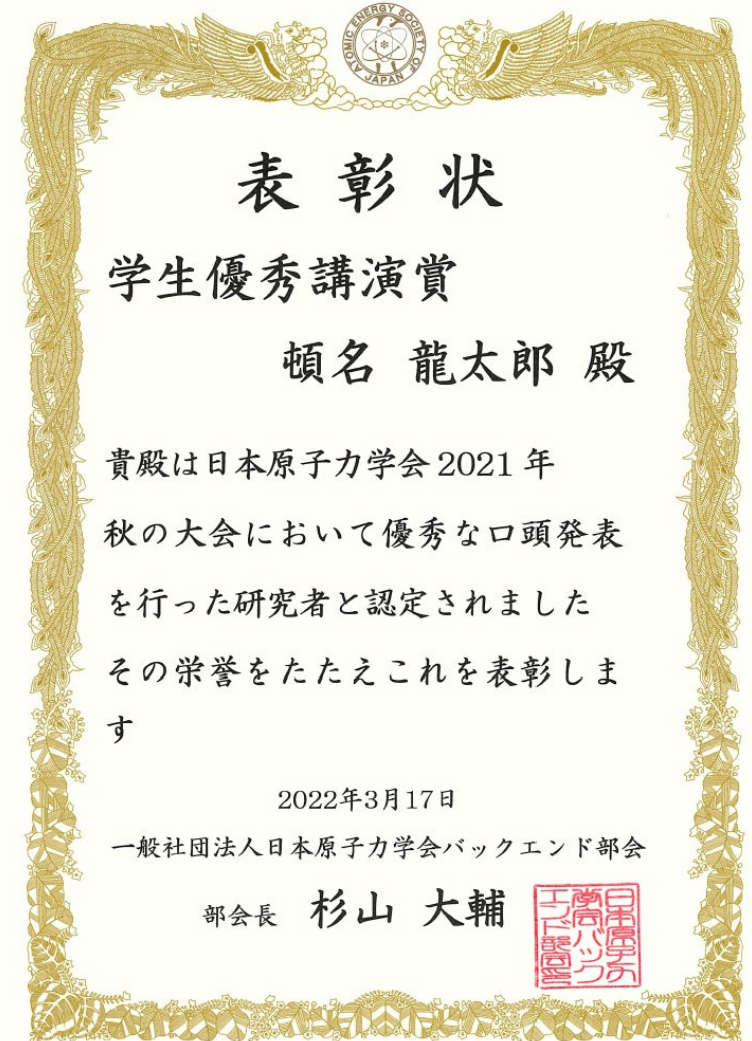 ATOMIC ENERGY SOCIETY OF JAPAN
表彰状
学生優秀講演賞
頓名 龍太郎 殿
貴殿は日本原子力学会 2021 年
秋の大会において優秀な口頭発表
を行った研究者と認定されました
その栄誉をたたえこれを表彰しま
す
2022年3月17日
一般社団法人日本原子力学会バックエンド部会
部会長 杉山 大輔
日本原子力
学会バック
エンド部会印